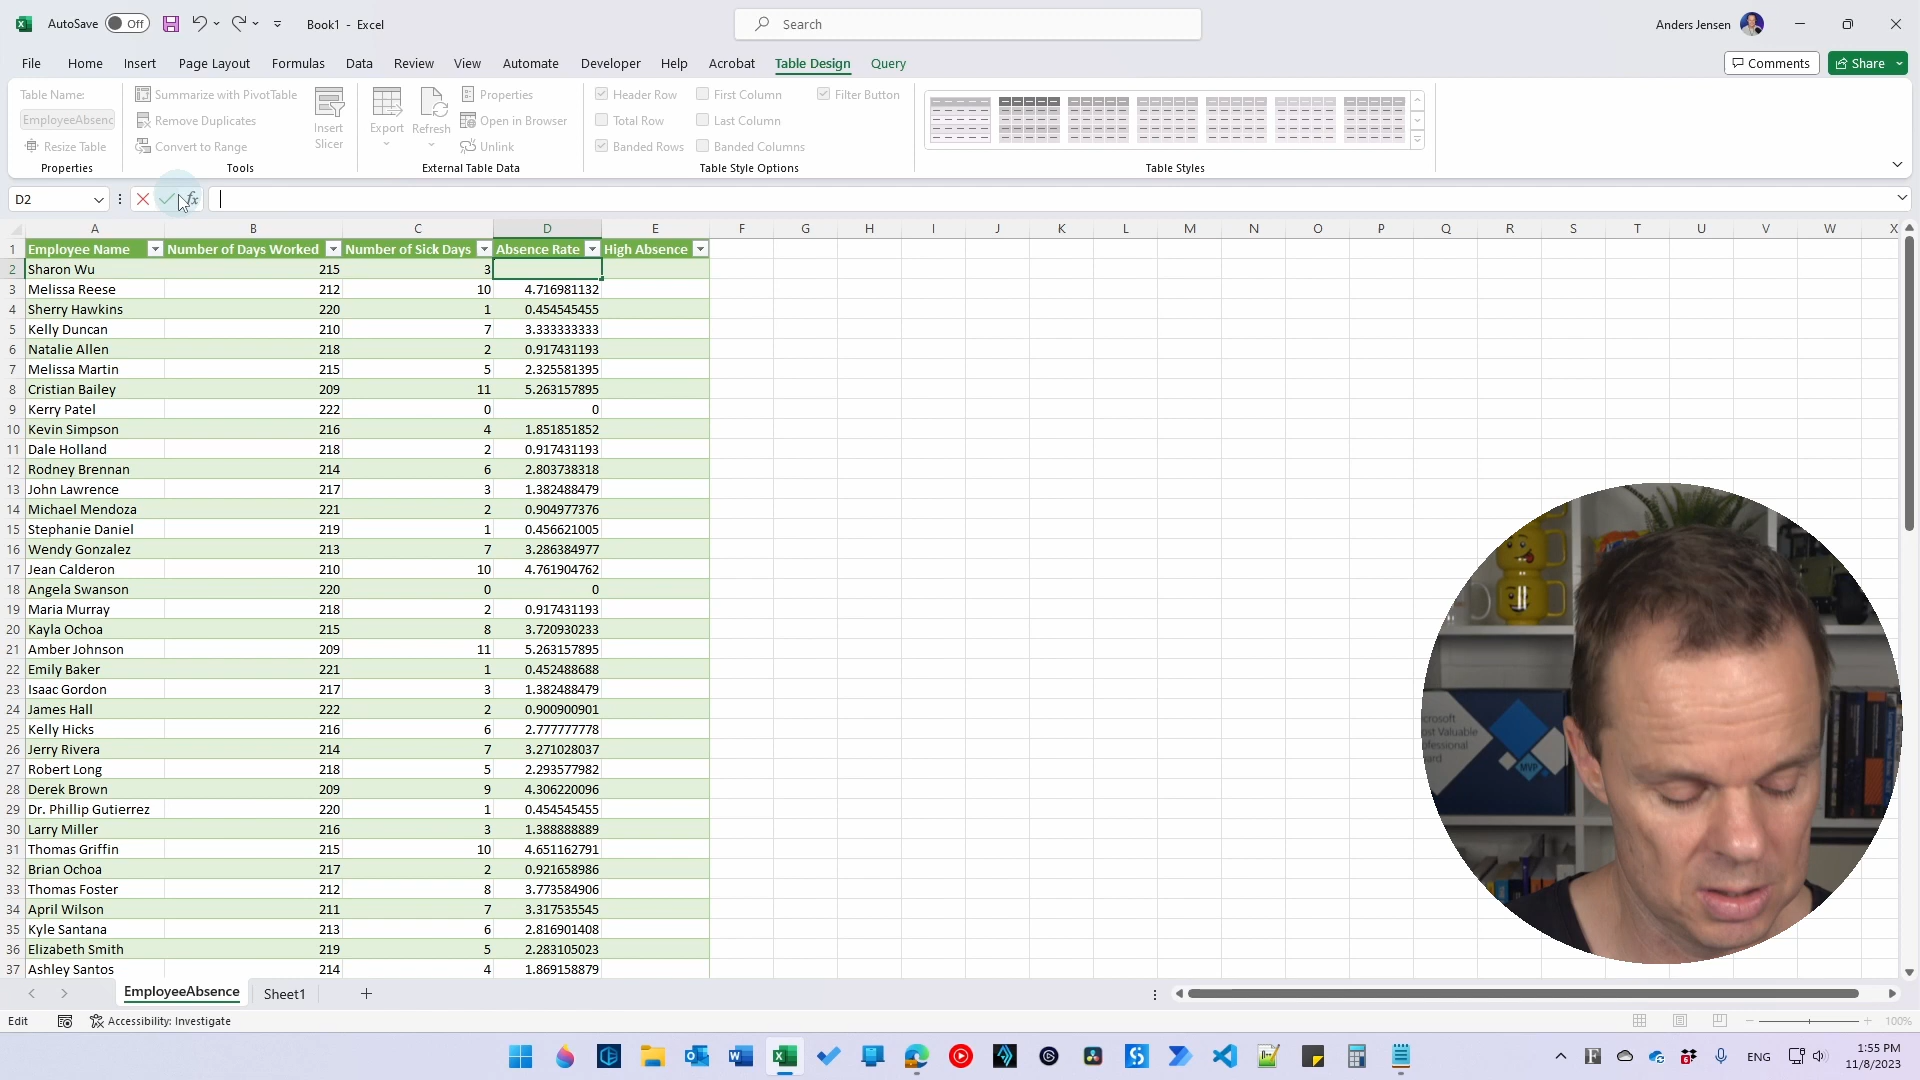 AutoSave Off Book1 - Excel Search Anders Jensen
File Home Insert Page Layout Formulas Data Review View Automate Developer Help Acrobat Table Design Query Comments Share
Table Name: Summarize with PivotTable Properties Header Row First Column Filter Button
EmployeeAbsenc Remove Duplicates Insert Slicer Export Refresh Open in Browser Total Row Last Column
Resize Table Convert to Range Unlink Banded Rows Banded Columns
Properties Tools External Table Data Table Style Options Table Styles
D2 fx
A B C D E F G H I J K L M N O P Q R S T U V W X
1 Employee Name Number of Days Worked Number of Sick Days Absence Rate High Absence
2 Sharon Wu 215 3
3 Melissa Reese 212 10 4.716981132
4 Sherry Hawkins 220 1 0.454545455
5 Kelly Duncan 210 7 3.333333333
6 Natalie Allen 218 2 0.917431193
7 Melissa Martin 215 5 2.325581395
8 Cristian Bailey 209 11 5.263157895
9 Kerry Patel 222 0 0
10 Kevin Simpson 216 4 1.851851852
11 Dale Holland 218 2 0.917431193
12 Rodney Brennan 214 6 2.803738318
13 John Lawrence 217 3 1.382488479
14 Michael Mendoza 221 2 0.904977376
15 Stephanie Daniel 219 1 0.456621005
16 Wendy Gonzalez 213 7 3.286384977
17 Jean Calderon 210 10 4.761904762
18 Angela Swanson 220 0 0
19 Maria Murray 218 2 0.917431193
20 Kayla Ochoa 215 8 3.720930233
21 Amber Johnson 209 11 5.263157895
22 Emily Baker 221 1 0.452488688
23 Isaac Gordon 217 3 1.382488479
24 James Hall 222 2 0.900900901
25 Kelly Hicks 216 6 2.777777778
26 Jerry Rivera 214 7 3.271028037
27 Robert Long 218 5 2.293577982
28 Derek Brown 209 9 4.306220096
29 Dr. Phillip Gutierrez 220 1 0.454545455
30 Larry Miller 216 3 1.388888889
31 Thomas Griffin 215 10 4.651162791
32 Brian Ochoa 217 2 0.921658986
33 Thomas Foster 212 8 3.773584906
34 April Wilson 211 7 3.317535545
35 Kyle Santana 213 6 2.816901408
36 Elizabeth Smith 219 5 2.283105023
37 Ashley Santos 214 4 1.869158879
MVP
EmployeeAbsence Sheet1
Edit Accessibility: Investigate 100%
ENG 1:55 PM
11/8/2023